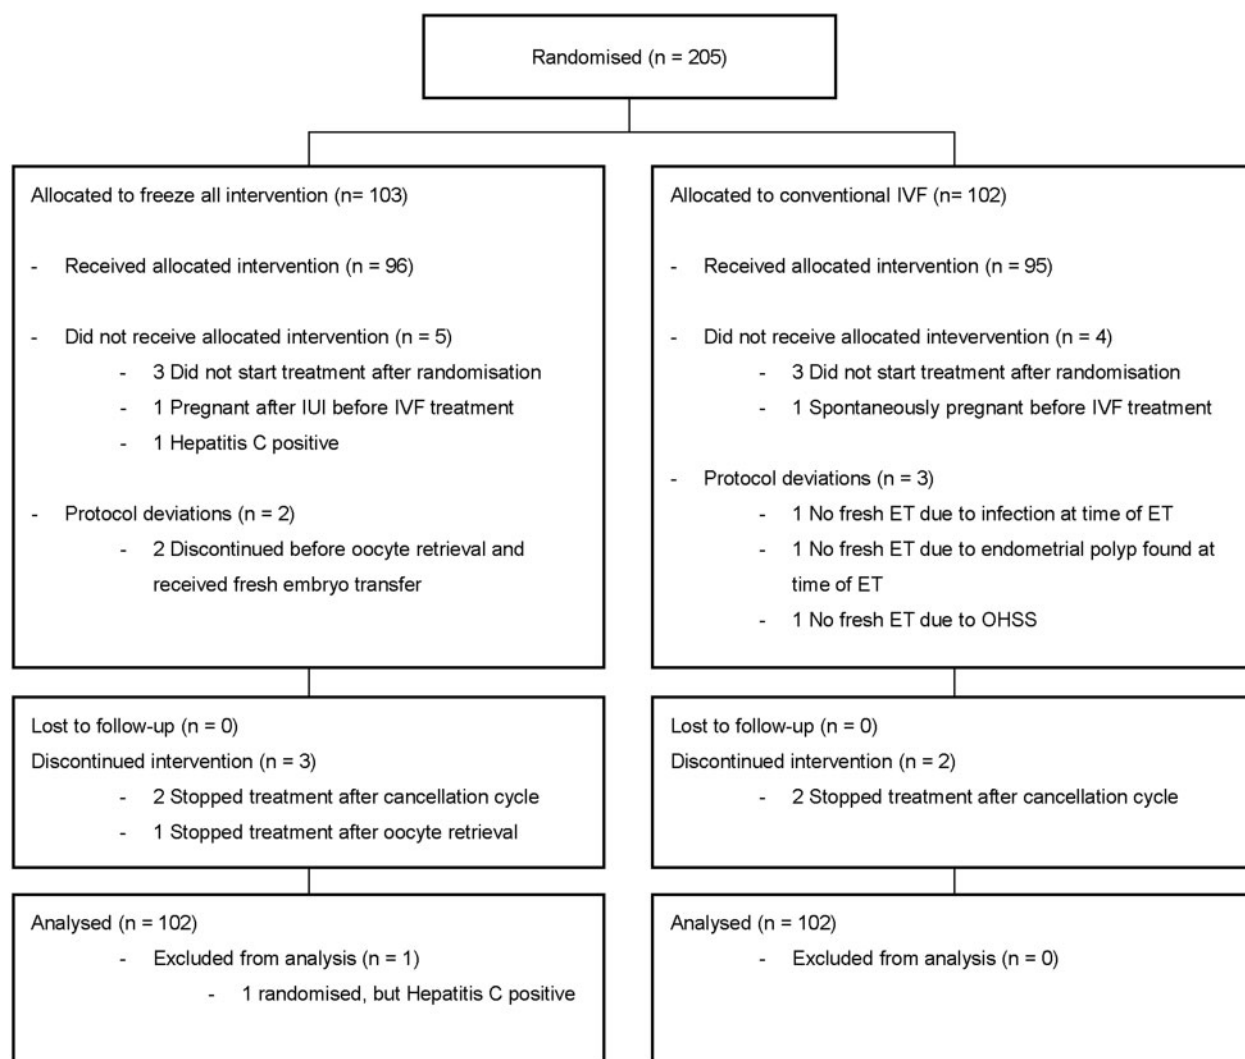 Randomised (n = 205)
Allocated to freeze all intervention (n= 103)
- Received allocated intervention (n = 96)
- Did not receive allocated intervention (n = 5)
- 3 Did not start treatment after randomisation
- 1 Pregnant after IUI before IVF treatment
- 1 Hepatitis C positive
- Protocol deviations (n = 2)
- 2 Discontinued before oocyte retrieval and
received fresh embryo transfer
Allocated to conventional IVF (n= 102)
- Received allocated intervention (n = 95)
- Did not receive allocated intevervention (n = 4)
- 3 Did not start treatment after randomisation
- 1 Spontaneously pregnant before IVF treatment
- Protocol deviations (n = 3)
- 1 No fresh ET due to infection at time of ET
- 1 No fresh ET due to endometrial polyp found at
time of ET
- 1 No fresh ET due to OHSS
Lost to follow-up (n = 0)
Discontinued intervention (n = 3)
- 2 Stopped treatment after cancellation cycle
- 1 Stopped treatment after oocyte retrieval
Lost to follow-up (n = 0)
Discontinued intervention (n = 2)
- 2 Stopped treatment after cancellation cycle
Analysed (n = 102)
- Excluded from analysis (n = 1)
- 1 randomised, but Hepatitis C positive
Analysed (n = 102)
- Excluded from analysis (n = 0)